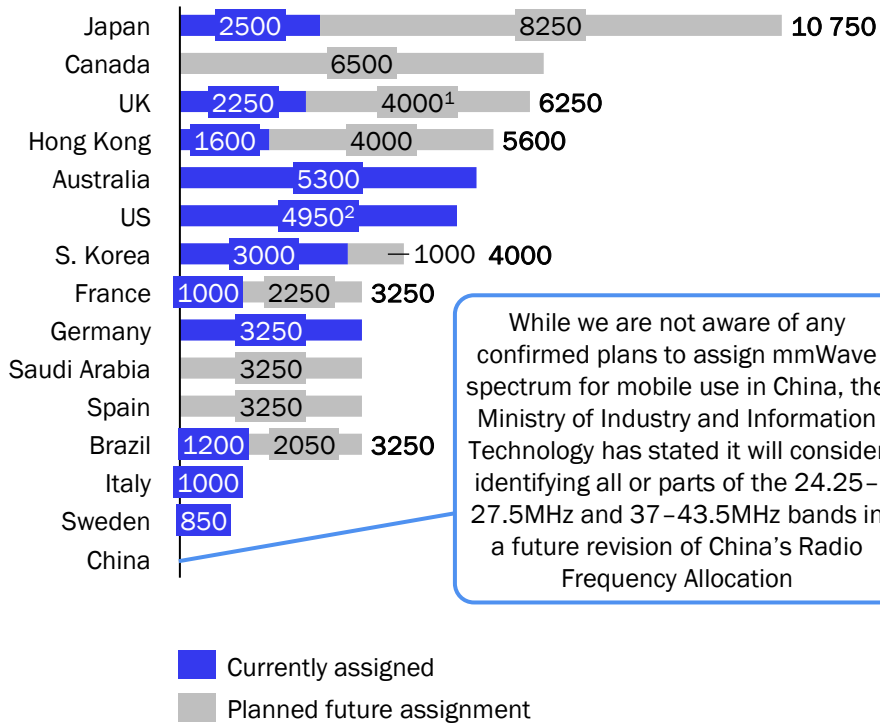 Japan 2500 8250 10 750
Canada 6500
UK 2250 4000¹ 6250
Hong Kong 1600 4000 5600
Australia 5300
US 4950²
S. Korea 3000 1000 4000
France 1000 2250 3250
Germany 3250
Saudi Arabia 3250
Spain 3250
Brazil 1200 2050 3250
Italy 1000
Sweden 850
China
While we are not aware of any
confirmed plans to assign mmWave
spectrum for mobile use in China, the
Ministry of Industry and Information
Technology has stated it will consider
identifying all or parts of the 24.25–
27.5MHz and 37–43.5MHz bands in
a future revision of China’s Radio
Frequency Allocation
Currently assigned
Planned future assignment